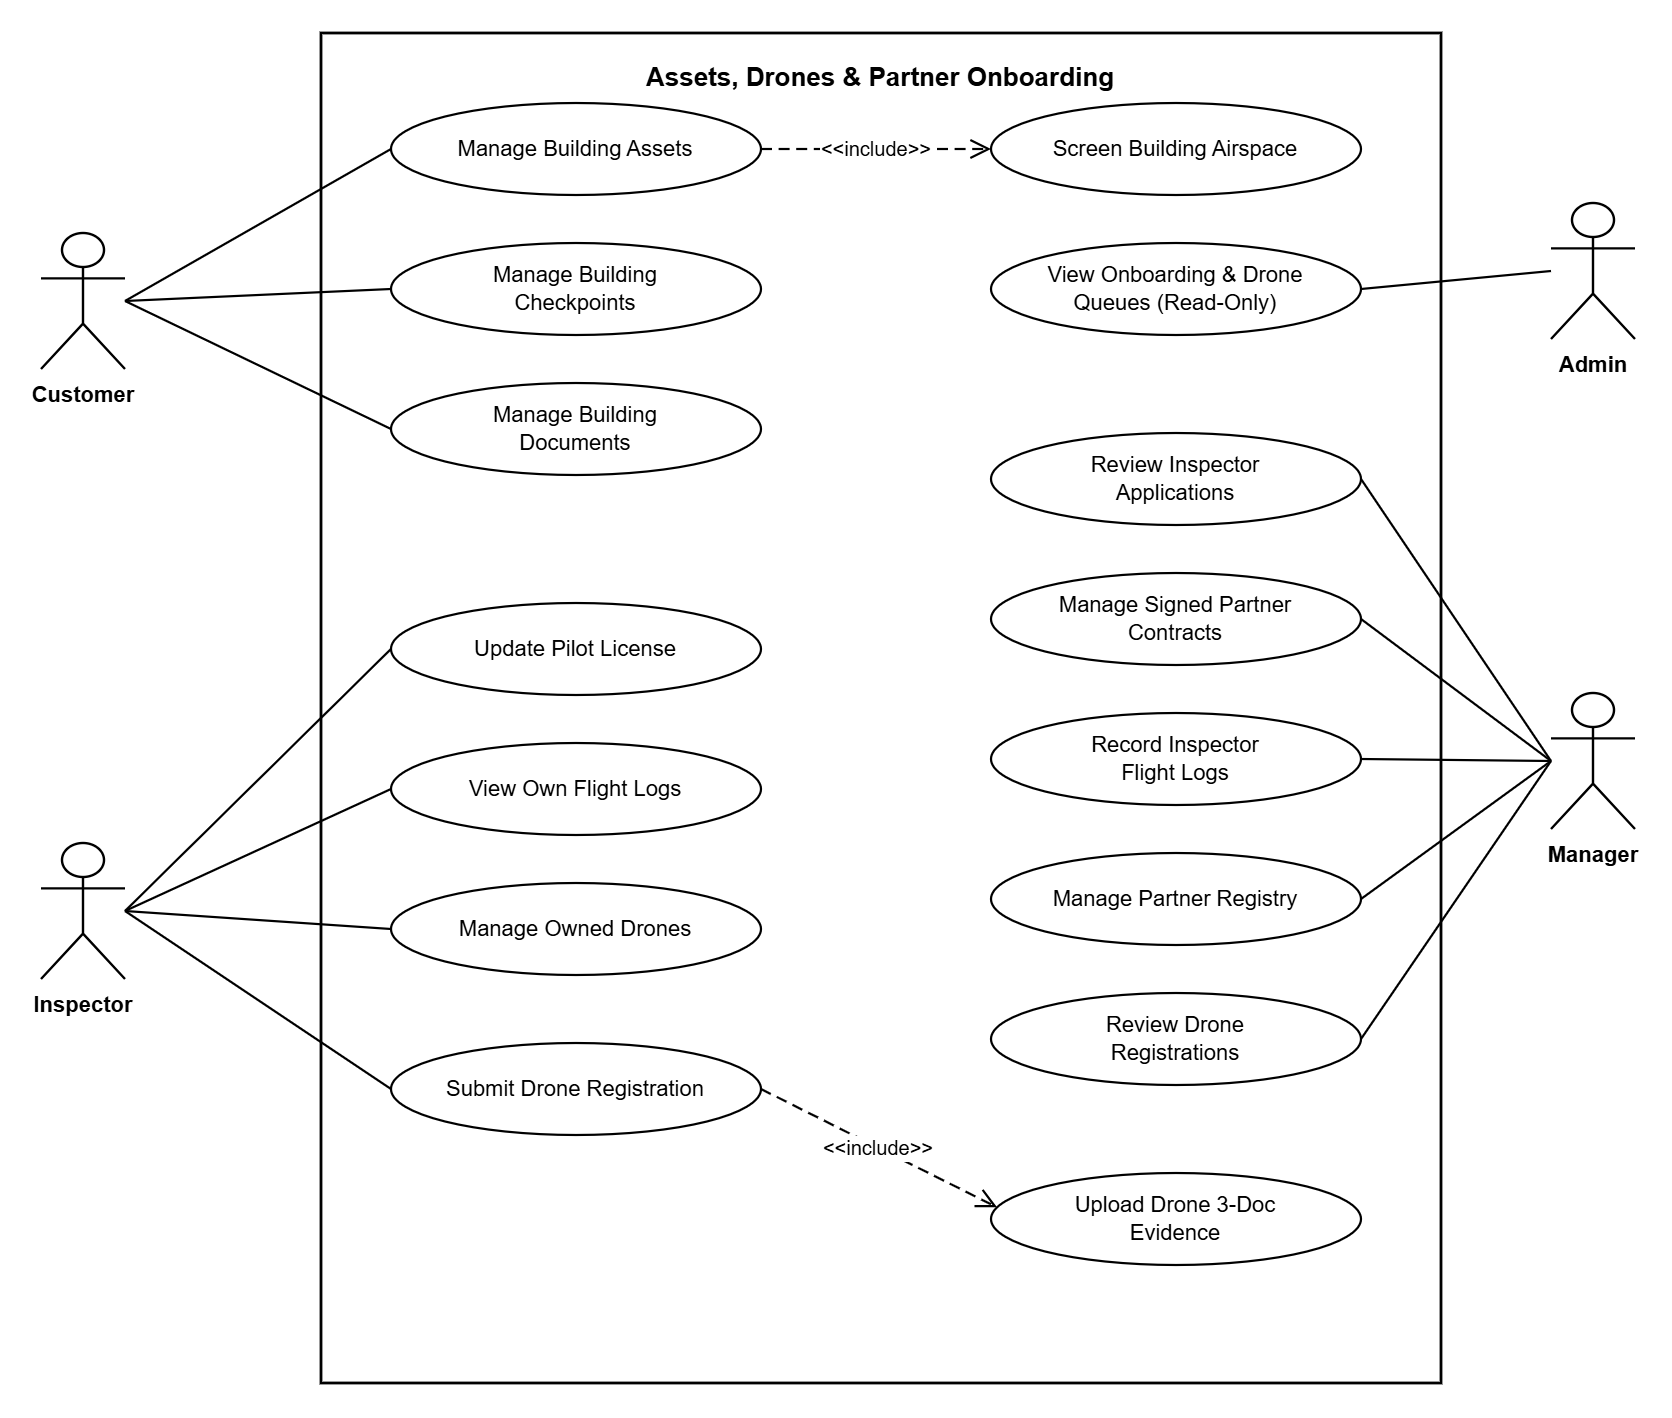 Assets, Drones & Partner Onboarding
Manage Building Assets
<<include>>
Screen Building Airspace
Manage Building
Checkpoints
View Onboarding & Drone
Queues (Read-Only)
Admin
Customer
Manage Building
Documents
Review Inspector
Applications
Manage Signed Partner
Contracts
Update Pilot License
Record Inspector
Flight Logs
View Own Flight Logs
Manager
Manage Partner Registry
Manage Owned Drones
Inspector
Review Drone
Registrations
Submit Drone Registration
<<include>>
Upload Drone 3-Doc
Evidence